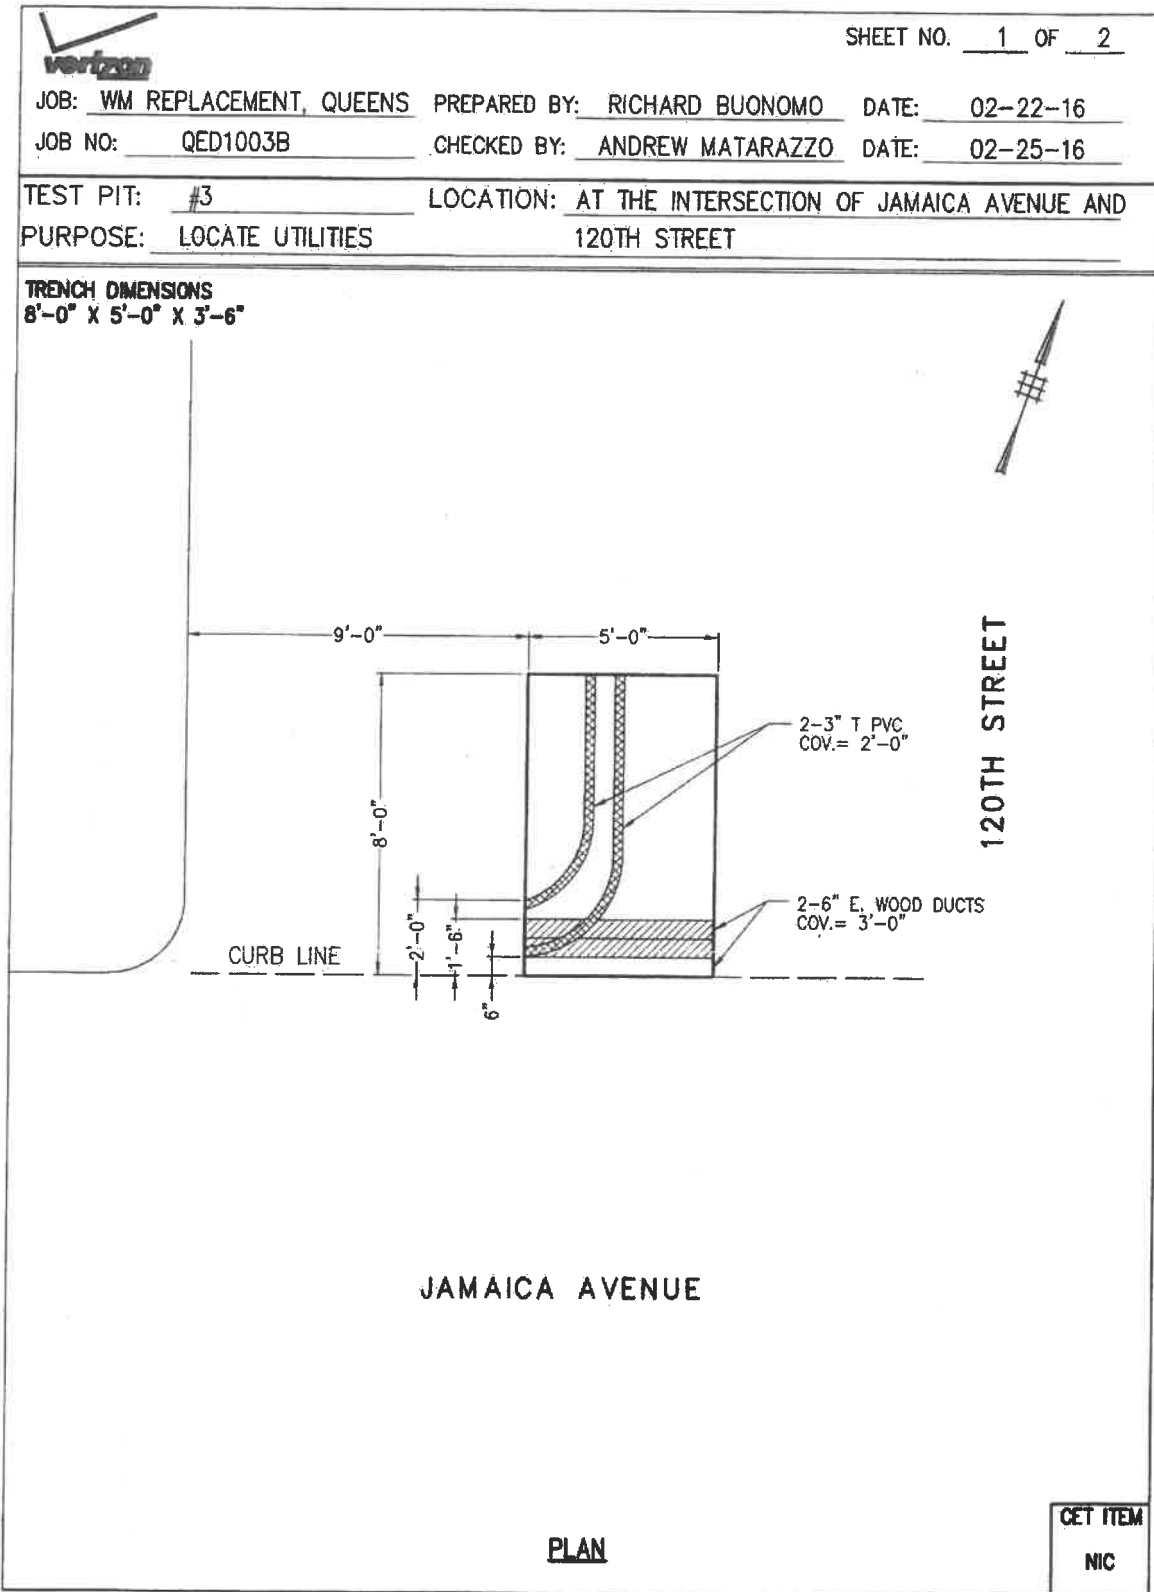 verizon
SHEET NO. 1 OF 2
JOB: WM REPLACEMENT, QUEENS PREPARED BY: RICHARD BUONOMO DATE: 02-22-16
JOB NO: QED1003B CHECKED BY: ANDREW MATARAZZO DATE: 02-25-16
TEST PIT: #3 LOCATION: AT THE INTERSECTION OF JAMAICA AVENUE AND
PURPOSE: LOCATE UTILITIES 120TH STREET
TRENCH DIMENSIONS
8'-0" X 5'-0" X 3'-6"
9'-0" 5'-0"
120TH STREET
2-3" T PVC
COV.= 2'-0"
8'-0"
2-6" E. WOOD DUCTS
COV.= 3'-0"
2'-0"
1'-6"
CURB LINE
6"
JAMAICA AVENUE
PLAN
CET ITEM
NIC